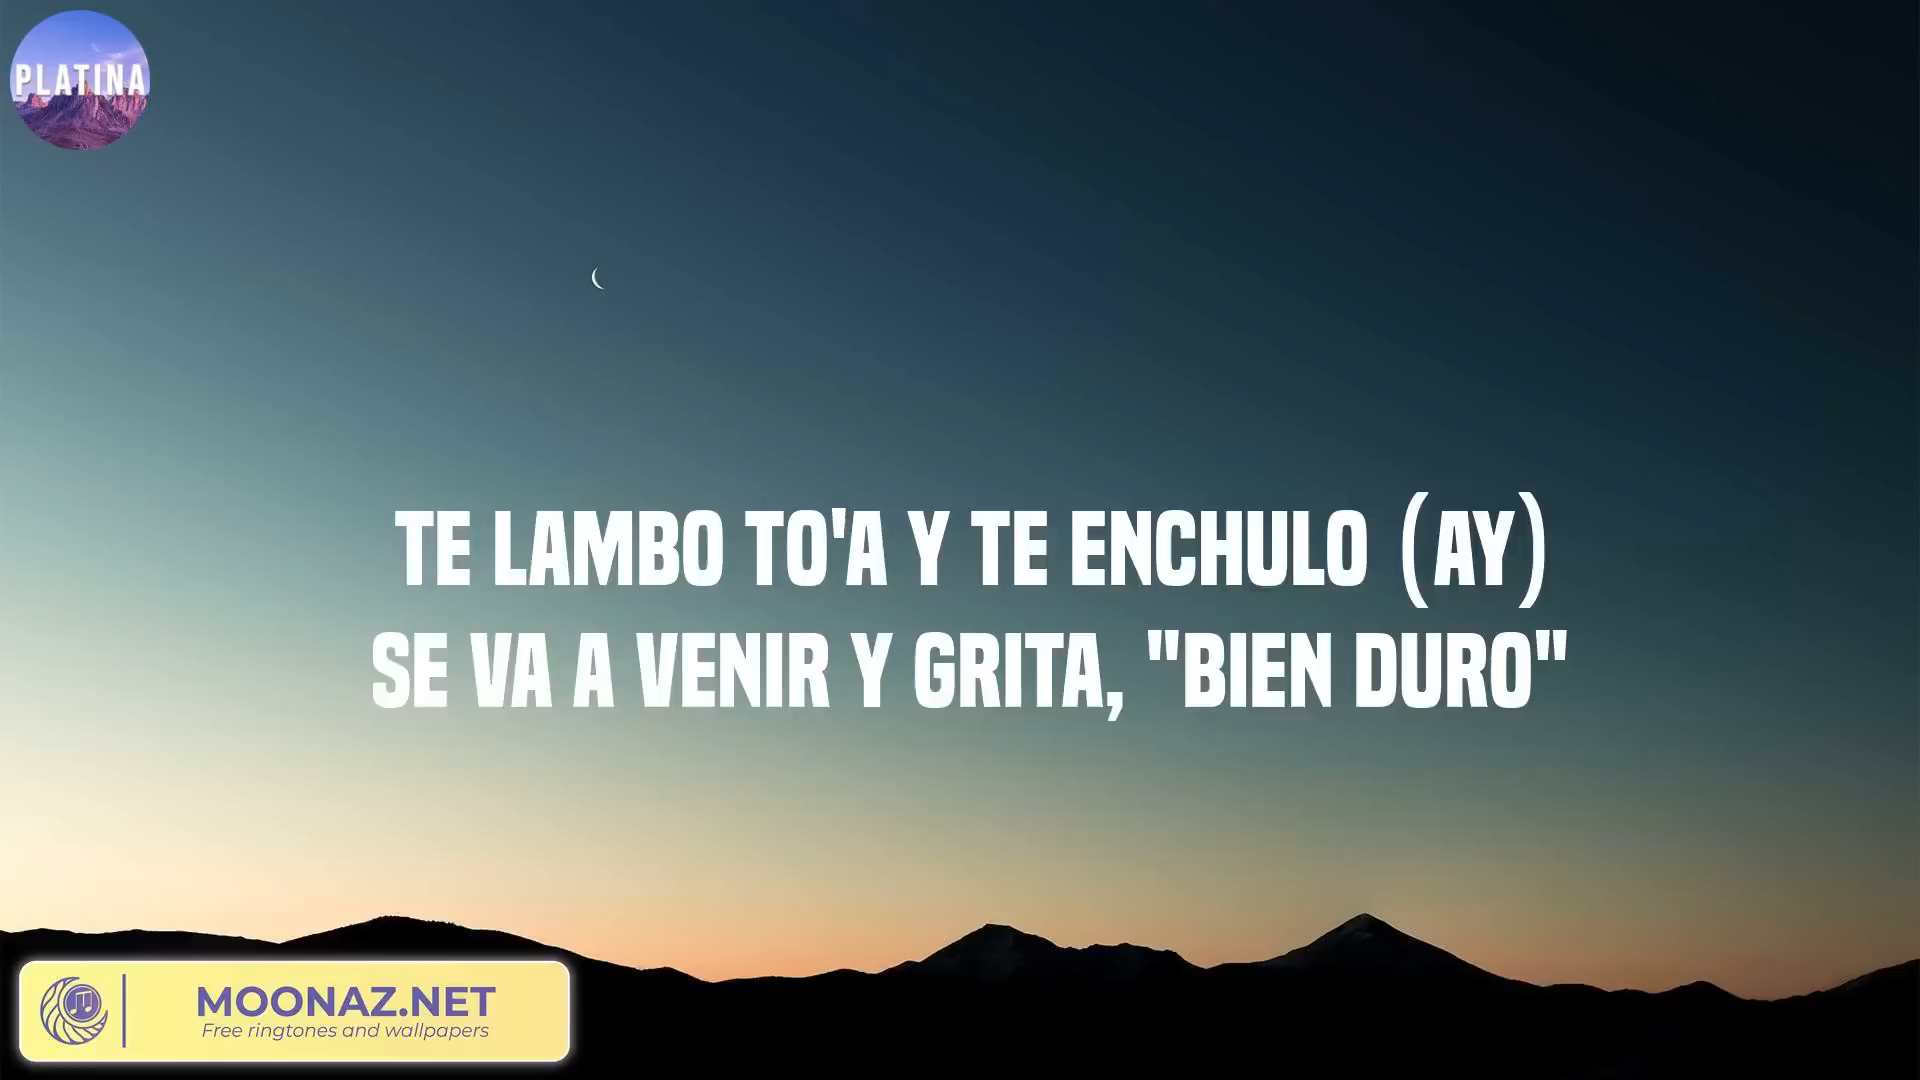 PLATINA
TE LAMBO TO'A Y TE ENCHULO (AY)
SE VA A VENIR Y GRITA, "BIEN DURO"
MOONAZ.NET
Free ringtones and wallpapers